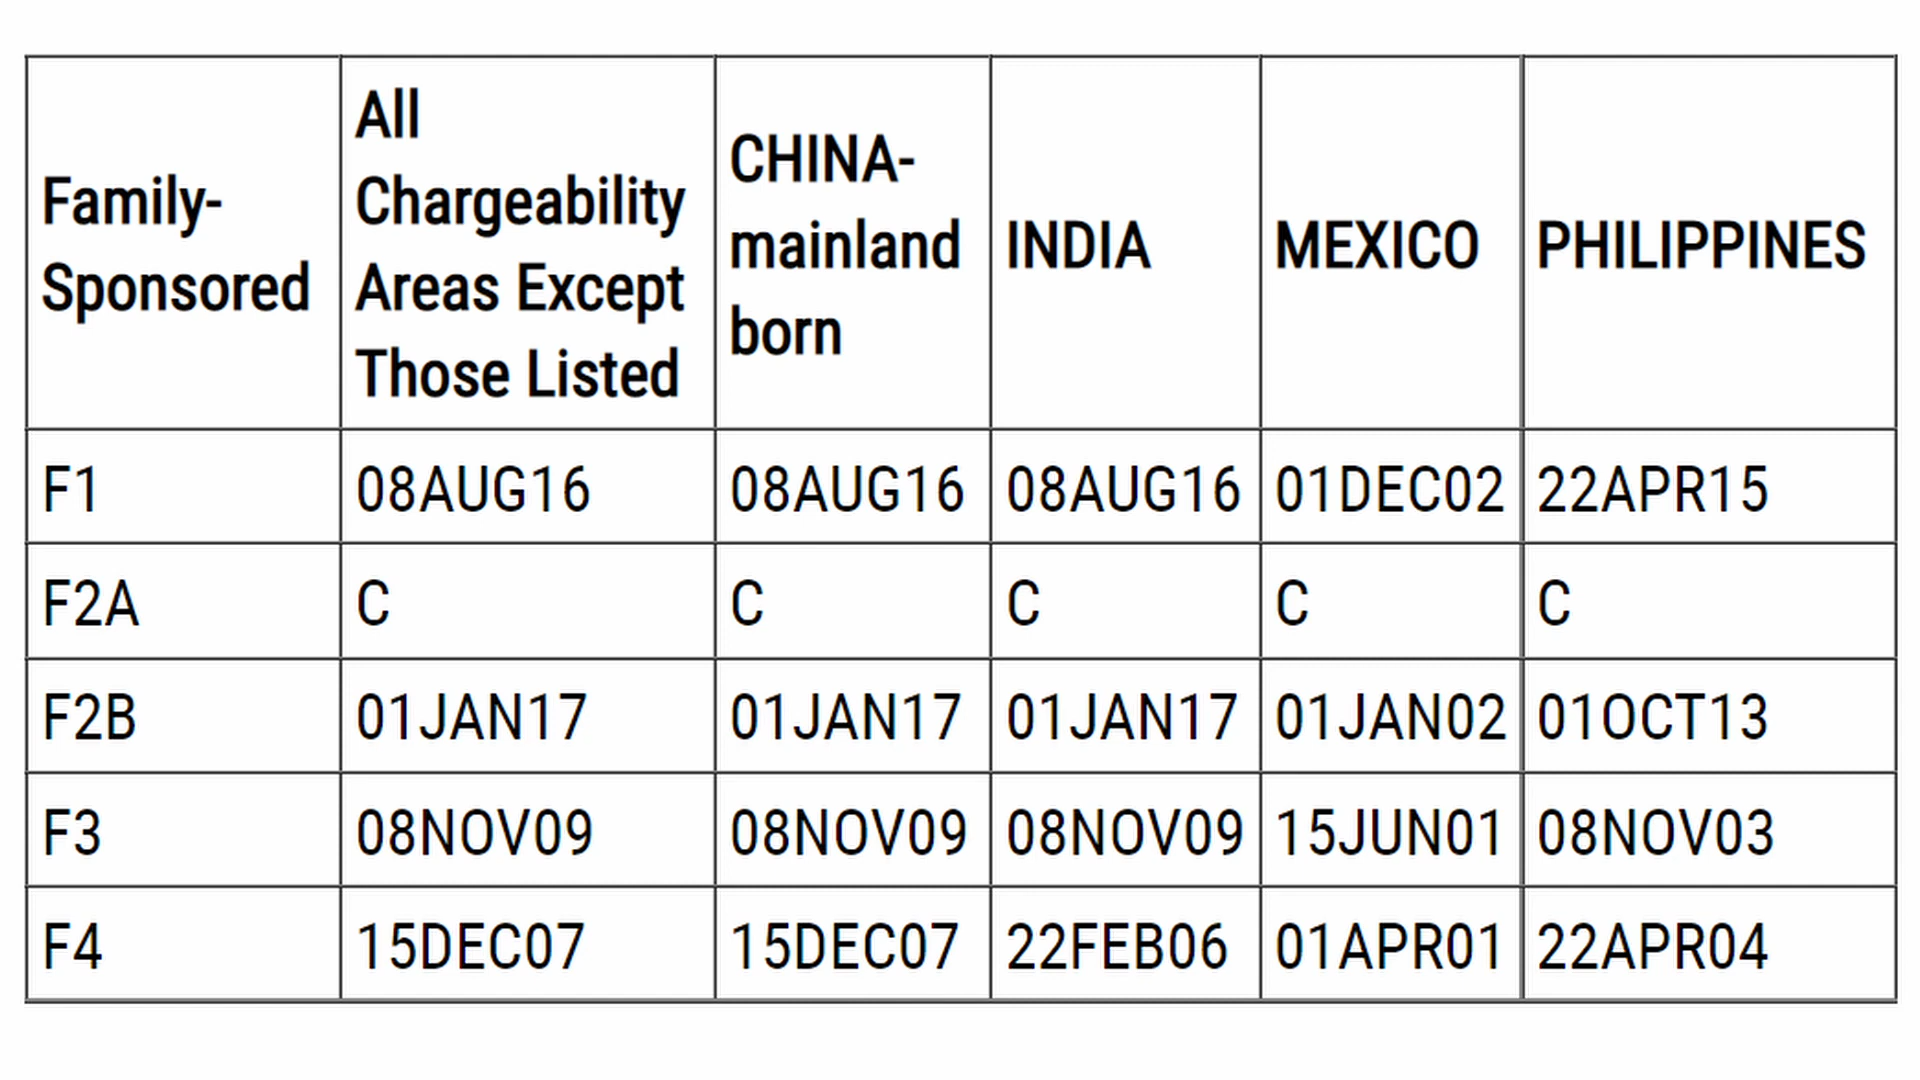 Family-
Sponsored
All
Chargeability
Areas Except
Those Listed
CHINA-
mainland
born
INDIA
MEXICO
PHILIPPINES
F1 08AUG16 08AUG16 08AUG16 01DEC02 22APR15
F2A C C C C C
F2B 01JAN17 01JAN17 01JAN17 01JAN02 01OCT13
F3 08NOV09 08NOV09 08NOV09 15JUN01 08NOV03
F4 15DEC07 15DEC07 22FEB06 01APR01 22APR04